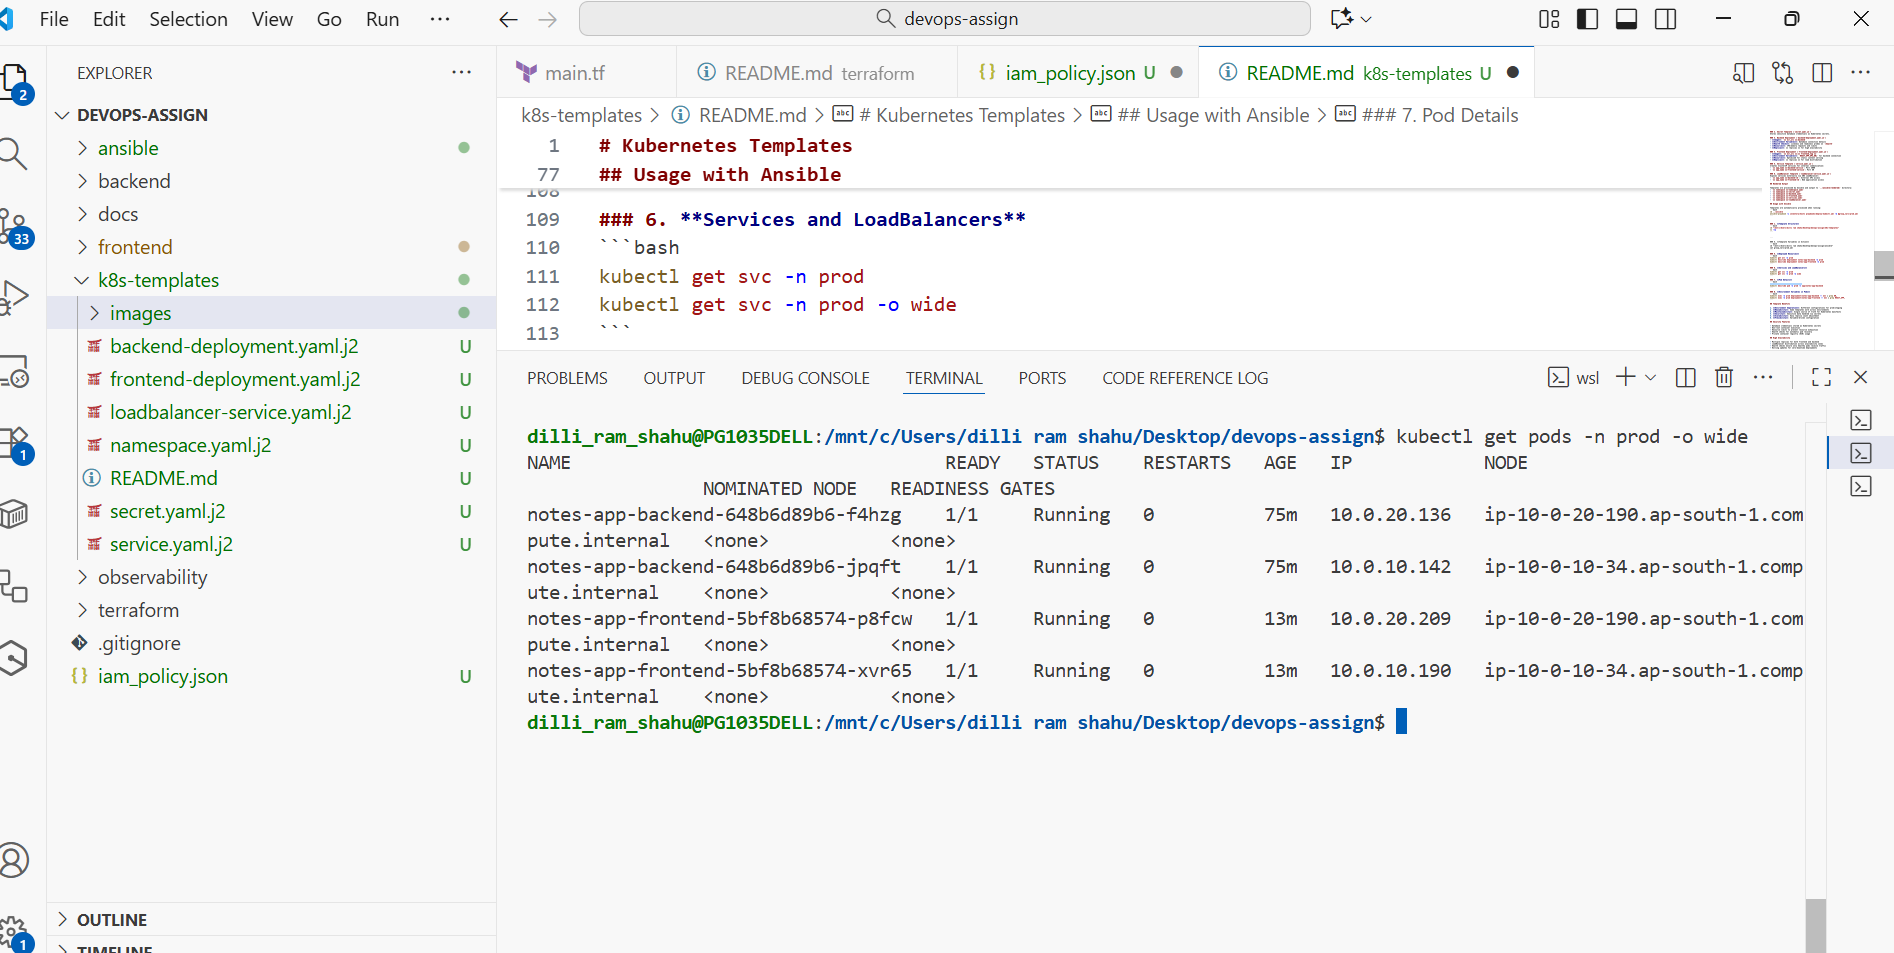 File Edit Selection View Go Run ···
devops-assign
EXPLORER ···
2
33
1
1
DEVOPS-ASSIGN
ansible
backend
docs
frontend
k8s-templates
images
backend-deployment.yaml.j2 U
frontend-deployment.yaml.j2 U
loadbalancer-service.yaml.j2 U
namespace.yaml.j2 U
README.md U
secret.yaml.j2 U
service.yaml.j2 U
observability
terraform
.gitignore
iam_policy.json U
OUTLINE
TIMELINE
main.tf
README.md terraform
iam_policy.json U
README.md k8s-templates U
k8s-templates > README.md > # Kubernetes Templates > ## Usage with Ansible > ### 7. Pod Details
1 # Kubernetes Templates
77 ## Usage with Ansible
108
109 ### 6. **Services and LoadBalancers**
110 ```bash
111 kubectl get svc -n prod
112 kubectl get svc -n prod -o wide
113 ```
PROBLEMS OUTPUT DEBUG CONSOLE TERMINAL PORTS CODE REFERENCE LOG
wsl
dilli_ram_shahu@PG1035DELL:/mnt/c/Users/dilli ram shahu/Desktop/devops-assign$ kubectl get pods -n prod -o wide
NAME READY STATUS RESTARTS AGE IP NODE
NOMINATED NODE READINESS GATES
notes-app-backend-648b6d89b6-f4hzg 1/1 Running 0 75m 10.0.20.136 ip-10-0-20-190.ap-south-1.com
pute.internal <none> <none>
notes-app-backend-648b6d89b6-jpqft 1/1 Running 0 75m 10.0.10.142 ip-10-0-10-34.ap-south-1.comp
ute.internal <none> <none>
notes-app-frontend-5bf8b68574-p8fcw 1/1 Running 0 13m 10.0.20.209 ip-10-0-20-190.ap-south-1.com
pute.internal <none> <none>
notes-app-frontend-5bf8b68574-xvr65 1/1 Running 0 13m 10.0.10.190 ip-10-0-10-34.ap-south-1.comp
ute.internal <none> <none>
dilli_ram_shahu@PG1035DELL:/mnt/c/Users/dilli ram shahu/Desktop/devops-assign$